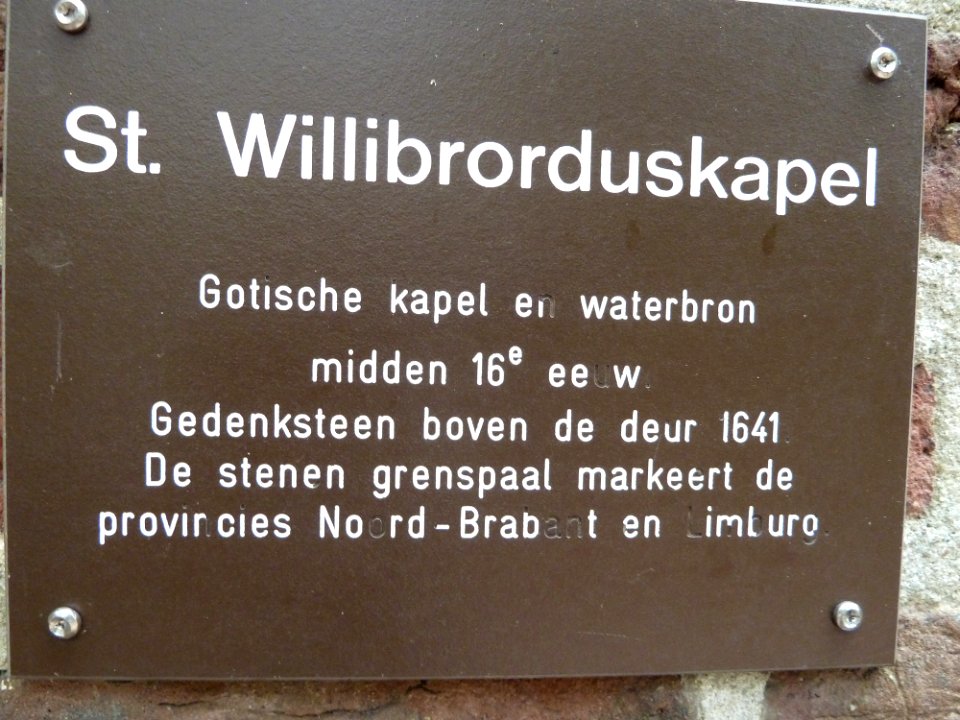 St. Willibrorduskapel
Gotische kapel en waterbron
midden 16e eeuw.
Gedenksteen boven de deur 1641.
De stenen grenspaal markeert de
provincies Noord-Brabant en Limburg.